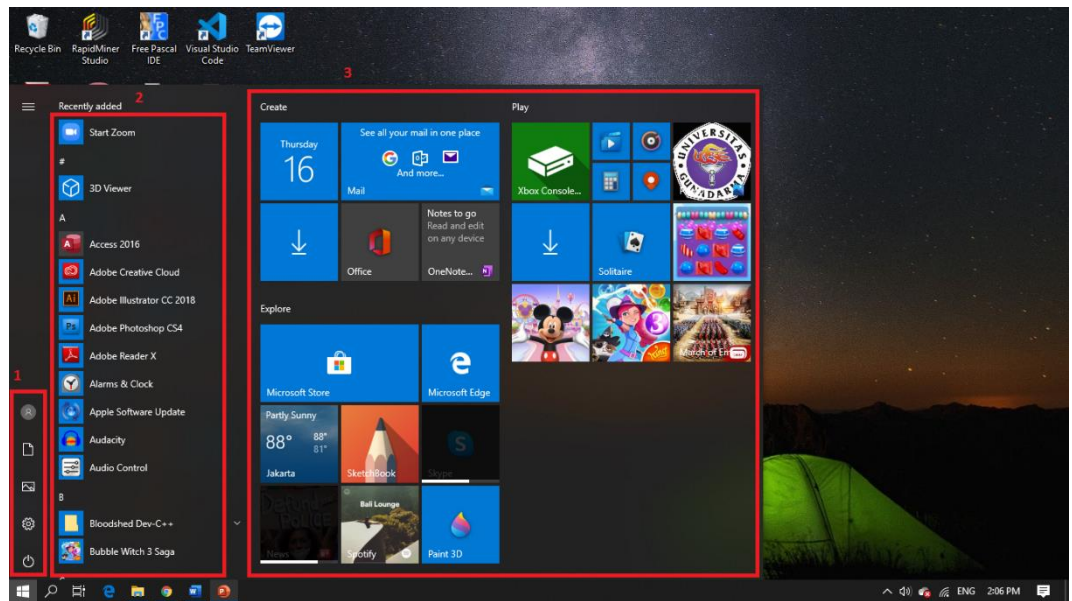 Recycle Bin
RapidMiner
Studio
Free Pascal
IDE
Visual Studio
Code
TeamViewer
3
2
Recently added
Start Zoom
#
3D Viewer
A
Access 2016
Adobe Creative Cloud
Adobe Illustrator CC 2018
Adobe Photoshop CS4
Adobe Reader X
Alarms & Clock
Apple Software Update
Audacity
Audio Control
B
Bloodshed Dev-C++
Bubble Witch 3 Saga
1
Create
Thursday
16
See all your mail in one place
And more...
Mail
Office
Notes to go
Read and edit
on any device
OneNote...
Explore
Microsoft Store
Microsoft Edge
Partly Sunny
88°
88°
81°
Jakarta
SketchBook
Skype
News
Ball Lounge
Spotify
Paint 3D
Play
Xbox Console...
UNIVERSITAS
GUNADARMA
Solitaire
3
March of Em
ENG
2:06 PM